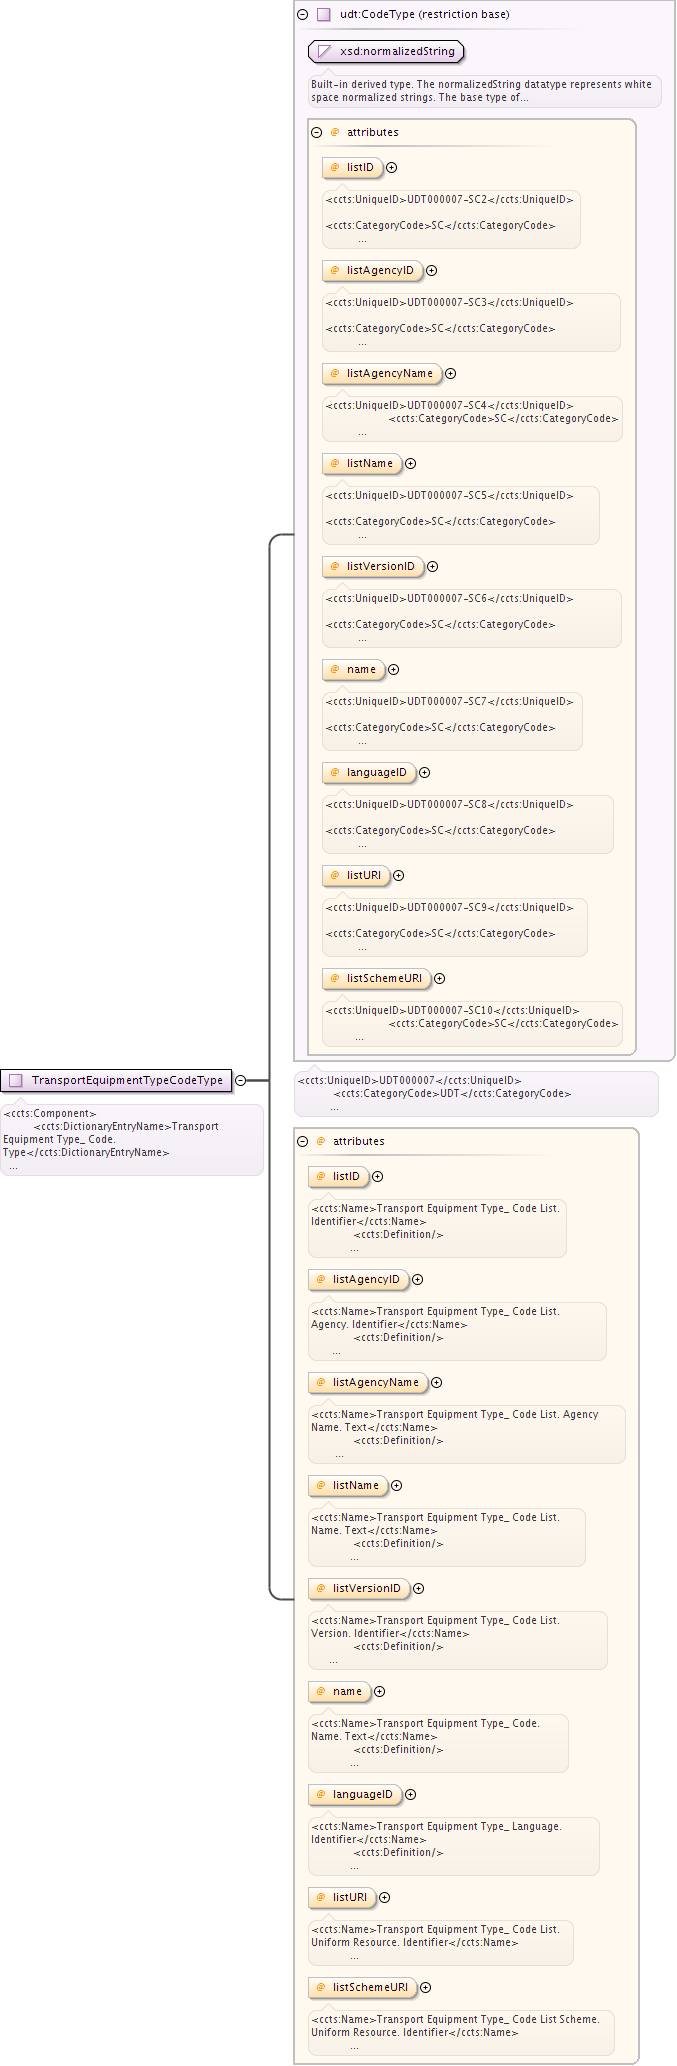 udt:CodeType (restriction base)
xsd:normalizedString
Built-in derived type. The normalizedString datatype represents white
space normalized strings. The base type of...
@ attributes
@ listID
<ccts:UniqueID>UDT000007-SC2</ccts:UniqueID>
<ccts:CategoryCode>SC</ccts:CategoryCode>
...
@ listAgencyID
<ccts:UniqueID>UDT000007-SC3</ccts:UniqueID>
<ccts:CategoryCode>SC</ccts:CategoryCode>
...
@ listAgencyName
<ccts:UniqueID>UDT000007-SC4</ccts:UniqueID>
<ccts:CategoryCode>SC</ccts:CategoryCode>
...
@ listName
<ccts:UniqueID>UDT000007-SC5</ccts:UniqueID>
<ccts:CategoryCode>SC</ccts:CategoryCode>
...
@ listVersionID
<ccts:UniqueID>UDT000007-SC6</ccts:UniqueID>
<ccts:CategoryCode>SC</ccts:CategoryCode>
...
@ name
<ccts:UniqueID>UDT000007-SC7</ccts:UniqueID>
<ccts:CategoryCode>SC</ccts:CategoryCode>
...
@ languageID
<ccts:UniqueID>UDT000007-SC8</ccts:UniqueID>
<ccts:CategoryCode>SC</ccts:CategoryCode>
...
@ listURI
<ccts:UniqueID>UDT000007-SC9</ccts:UniqueID>
<ccts:CategoryCode>SC</ccts:CategoryCode>
...
@ listSchemeURI
<ccts:UniqueID>UDT000007-SC10</ccts:UniqueID>
<ccts:CategoryCode>SC</ccts:CategoryCode>
...
TransportEquipmentTypeCodeType
<ccts:Component>
<ccts:DictionaryEntryName>Transport
Equipment Type_ Code.
Type</ccts:DictionaryEntryName>
...
<ccts:UniqueID>UDT000007</ccts:UniqueID>
<ccts:CategoryCode>UDT</ccts:CategoryCode>
...
@ attributes
@ listID
<ccts:Name>Transport Equipment Type_ Code List.
Identifier</ccts:Name>
<ccts:Definition/>
...
@ listAgencyID
<ccts:Name>Transport Equipment Type_ Code List.
Agency. Identifier</ccts:Name>
<ccts:Definition/>
...
@ listAgencyName
<ccts:Name>Transport Equipment Type_ Code List. Agency
Name. Text</ccts:Name>
<ccts:Definition/>
...
@ listName
<ccts:Name>Transport Equipment Type_ Code List.
Name. Text</ccts:Name>
<ccts:Definition/>
...
@ listVersionID
<ccts:Name>Transport Equipment Type_ Code List.
Version. Identifier</ccts:Name>
<ccts:Definition/>
...
@ name
<ccts:Name>Transport Equipment Type_ Code.
Name. Text</ccts:Name>
<ccts:Definition/>
...
@ languageID
<ccts:Name>Transport Equipment Type_ Language.
Identifier</ccts:Name>
<ccts:Definition/>
...
@ listURI
<ccts:Name>Transport Equipment Type_ Code List.
Uniform Resource. Identifier</ccts:Name>
...
@ listSchemeURI
<ccts:Name>Transport Equipment Type_ Code List Scheme.
Uniform Resource. Identifier</ccts:Name>
...